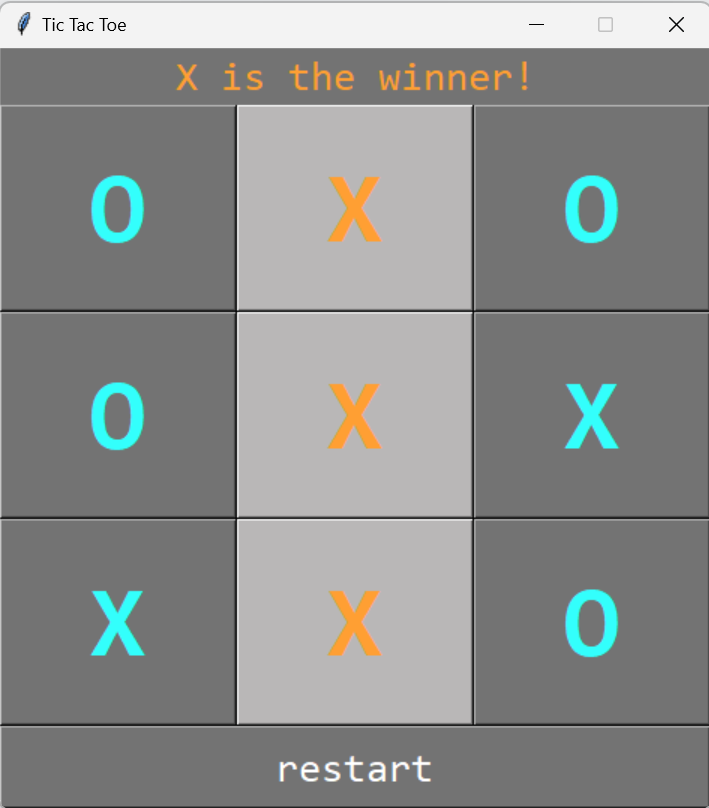 Tic Tac Toe
X is the winner!
O X O
O X X
X X O
restart